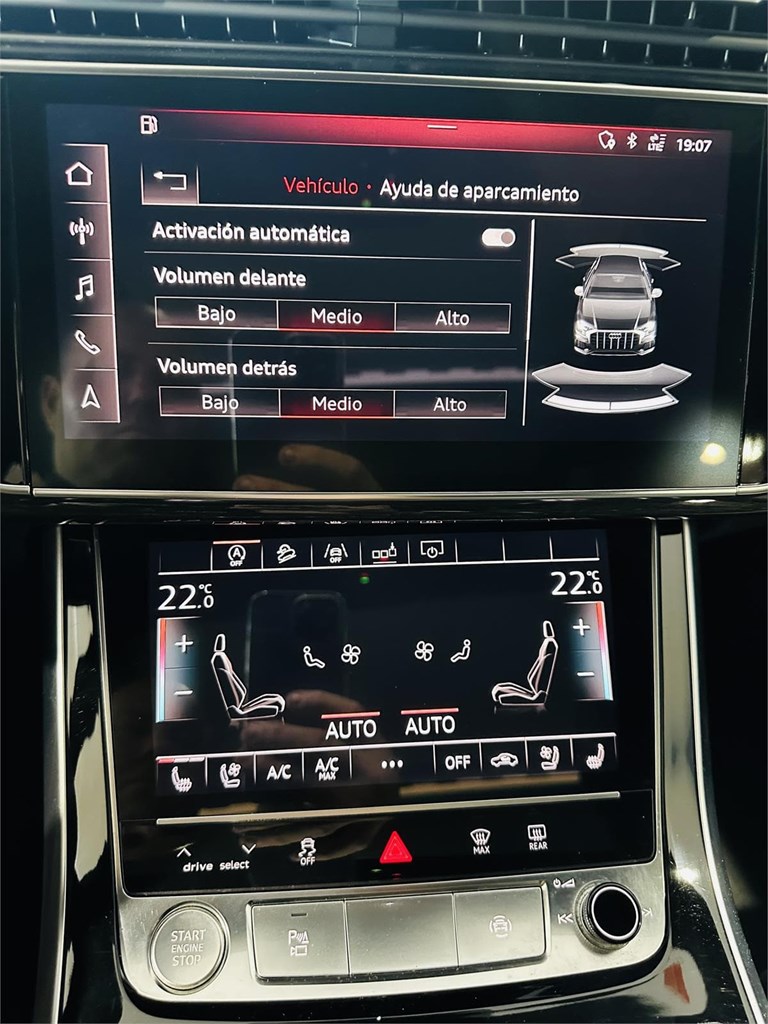 LTE 19:07
Vehículo • Ayuda de aparcamiento
Activación automática
Volumen delante
Bajo Medio Alto
Volumen detrás
Bajo Medio Alto
A OFF OFF
22.0 °C 22.0 °C
+ +
− −
AUTO AUTO
A/C A/C MAX ••• OFF
drive select OFF MAX REAR
START ENGINE STOP
P